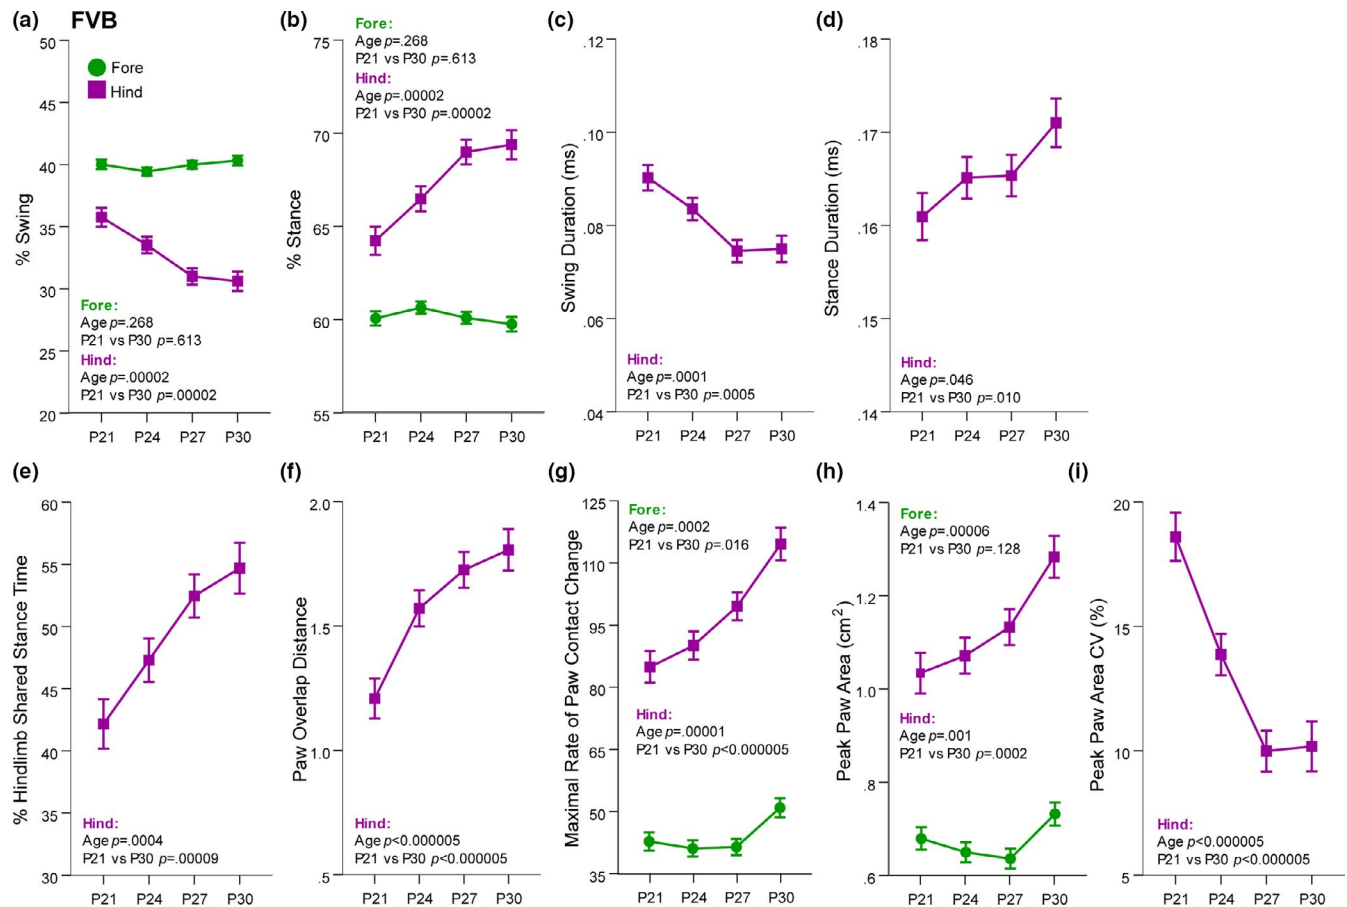 (a) FVB
50
45
40
35
30
25
20
% Swing
Fore
Hind
Fore:
Age p=.268
P21 vs P30 p=.613
Hind:
Age p=.00002
P21 vs P30 p=.00002
P21 P24 P27 P30
(b)
75
70
65
60
55
% Stance
Fore:
Age p=.268
P21 vs P30 p=.613
Hind:
Age p=.00002
P21 vs P30 p=.00002
P21 P24 P27 P30
(c)
.12
.10
.08
.06
.04
Swing Duration (ms)
Hind:
Age p=.0001
P21 vs P30 p=.0005
P21 P24 P27 P30
(d)
.18
.17
.16
.15
.14
Stance Duration (ms)
Hind:
Age p=.046
P21 vs P30 p=.010
P21 P24 P27 P30
(e)
60
55
50
45
40
35
30
% Hindlimb Shared Stance Time
Hind:
Age p=.0004
P21 vs P30 p=.00009
P21 P24 P27 P30
(f)
2.0
1.5
1.0
.5
Paw Overlap Distance
Hind:
Age p<0.000005
P21 vs P30 p<0.000005
P21 P24 P27 P30
(g)
125
110
95
80
65
50
35
Maximal Rate of Paw Contact Change
Fore:
Age p=.0002
P21 vs P30 p=.016
Hind:
Age p=.00001
P21 vs P30 p<0.000005
P21 P24 P27 P30
(h)
1.4
1.2
1.0
.8
.6
Peak Paw Area (cm2)
Fore:
Age p=.00006
P21 vs P30 p=.128
Hind:
Age p=.001
P21 vs P30 p=.0002
P21 P24 P27 P30
(i)
20
15
10
5
Peak Paw Area CV (%)
Hind:
Age p<0.000005
P21 vs P30 p<0.000005
P21 P24 P27 P30